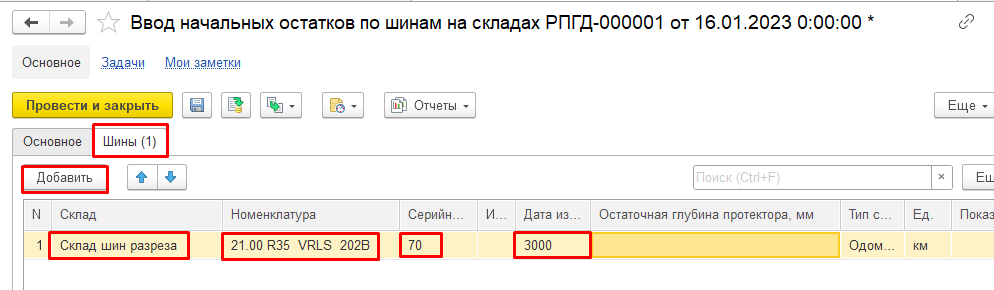 Ввод начальных остатков по шинам на складах РПГД-000001 от 16.01.2023 0:00:00 *
Основное Задачи Мои заметки
Провести и закрыть Отчеты Еще
Основное Шины (1)
Добавить Поиск (Ctrl+F) × Ещ
N Склад Номенклатура Серийн... И... Дата из... Остаточная глубина протектора, мм Тип с... Ед. Показ
1 Склад шин разреза 21.00 R35 VRLS 202B 70 3000 Одом... км